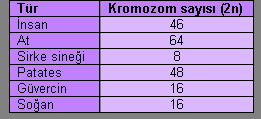 Tür Kromozom sayısı (2n)
İnsan 46
At 64
Sirke sineği 8
Patates 48
Güvercin 16
Soğan 16